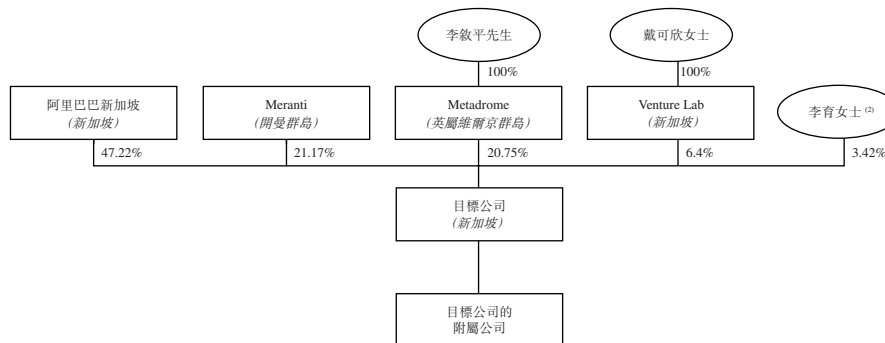 李敘平先生
戴可欣女士
100%
100%
阿里巴巴新加坡
(新加坡)
Meranti
(開曼群島)
Metadrome
(英屬維爾京群島)
Venture Lab
(新加坡)
李育女士 (2)
47.22%
21.17%
20.75%
6.4%
3.42%
目標公司
(新加坡)
目標公司的
附屬公司